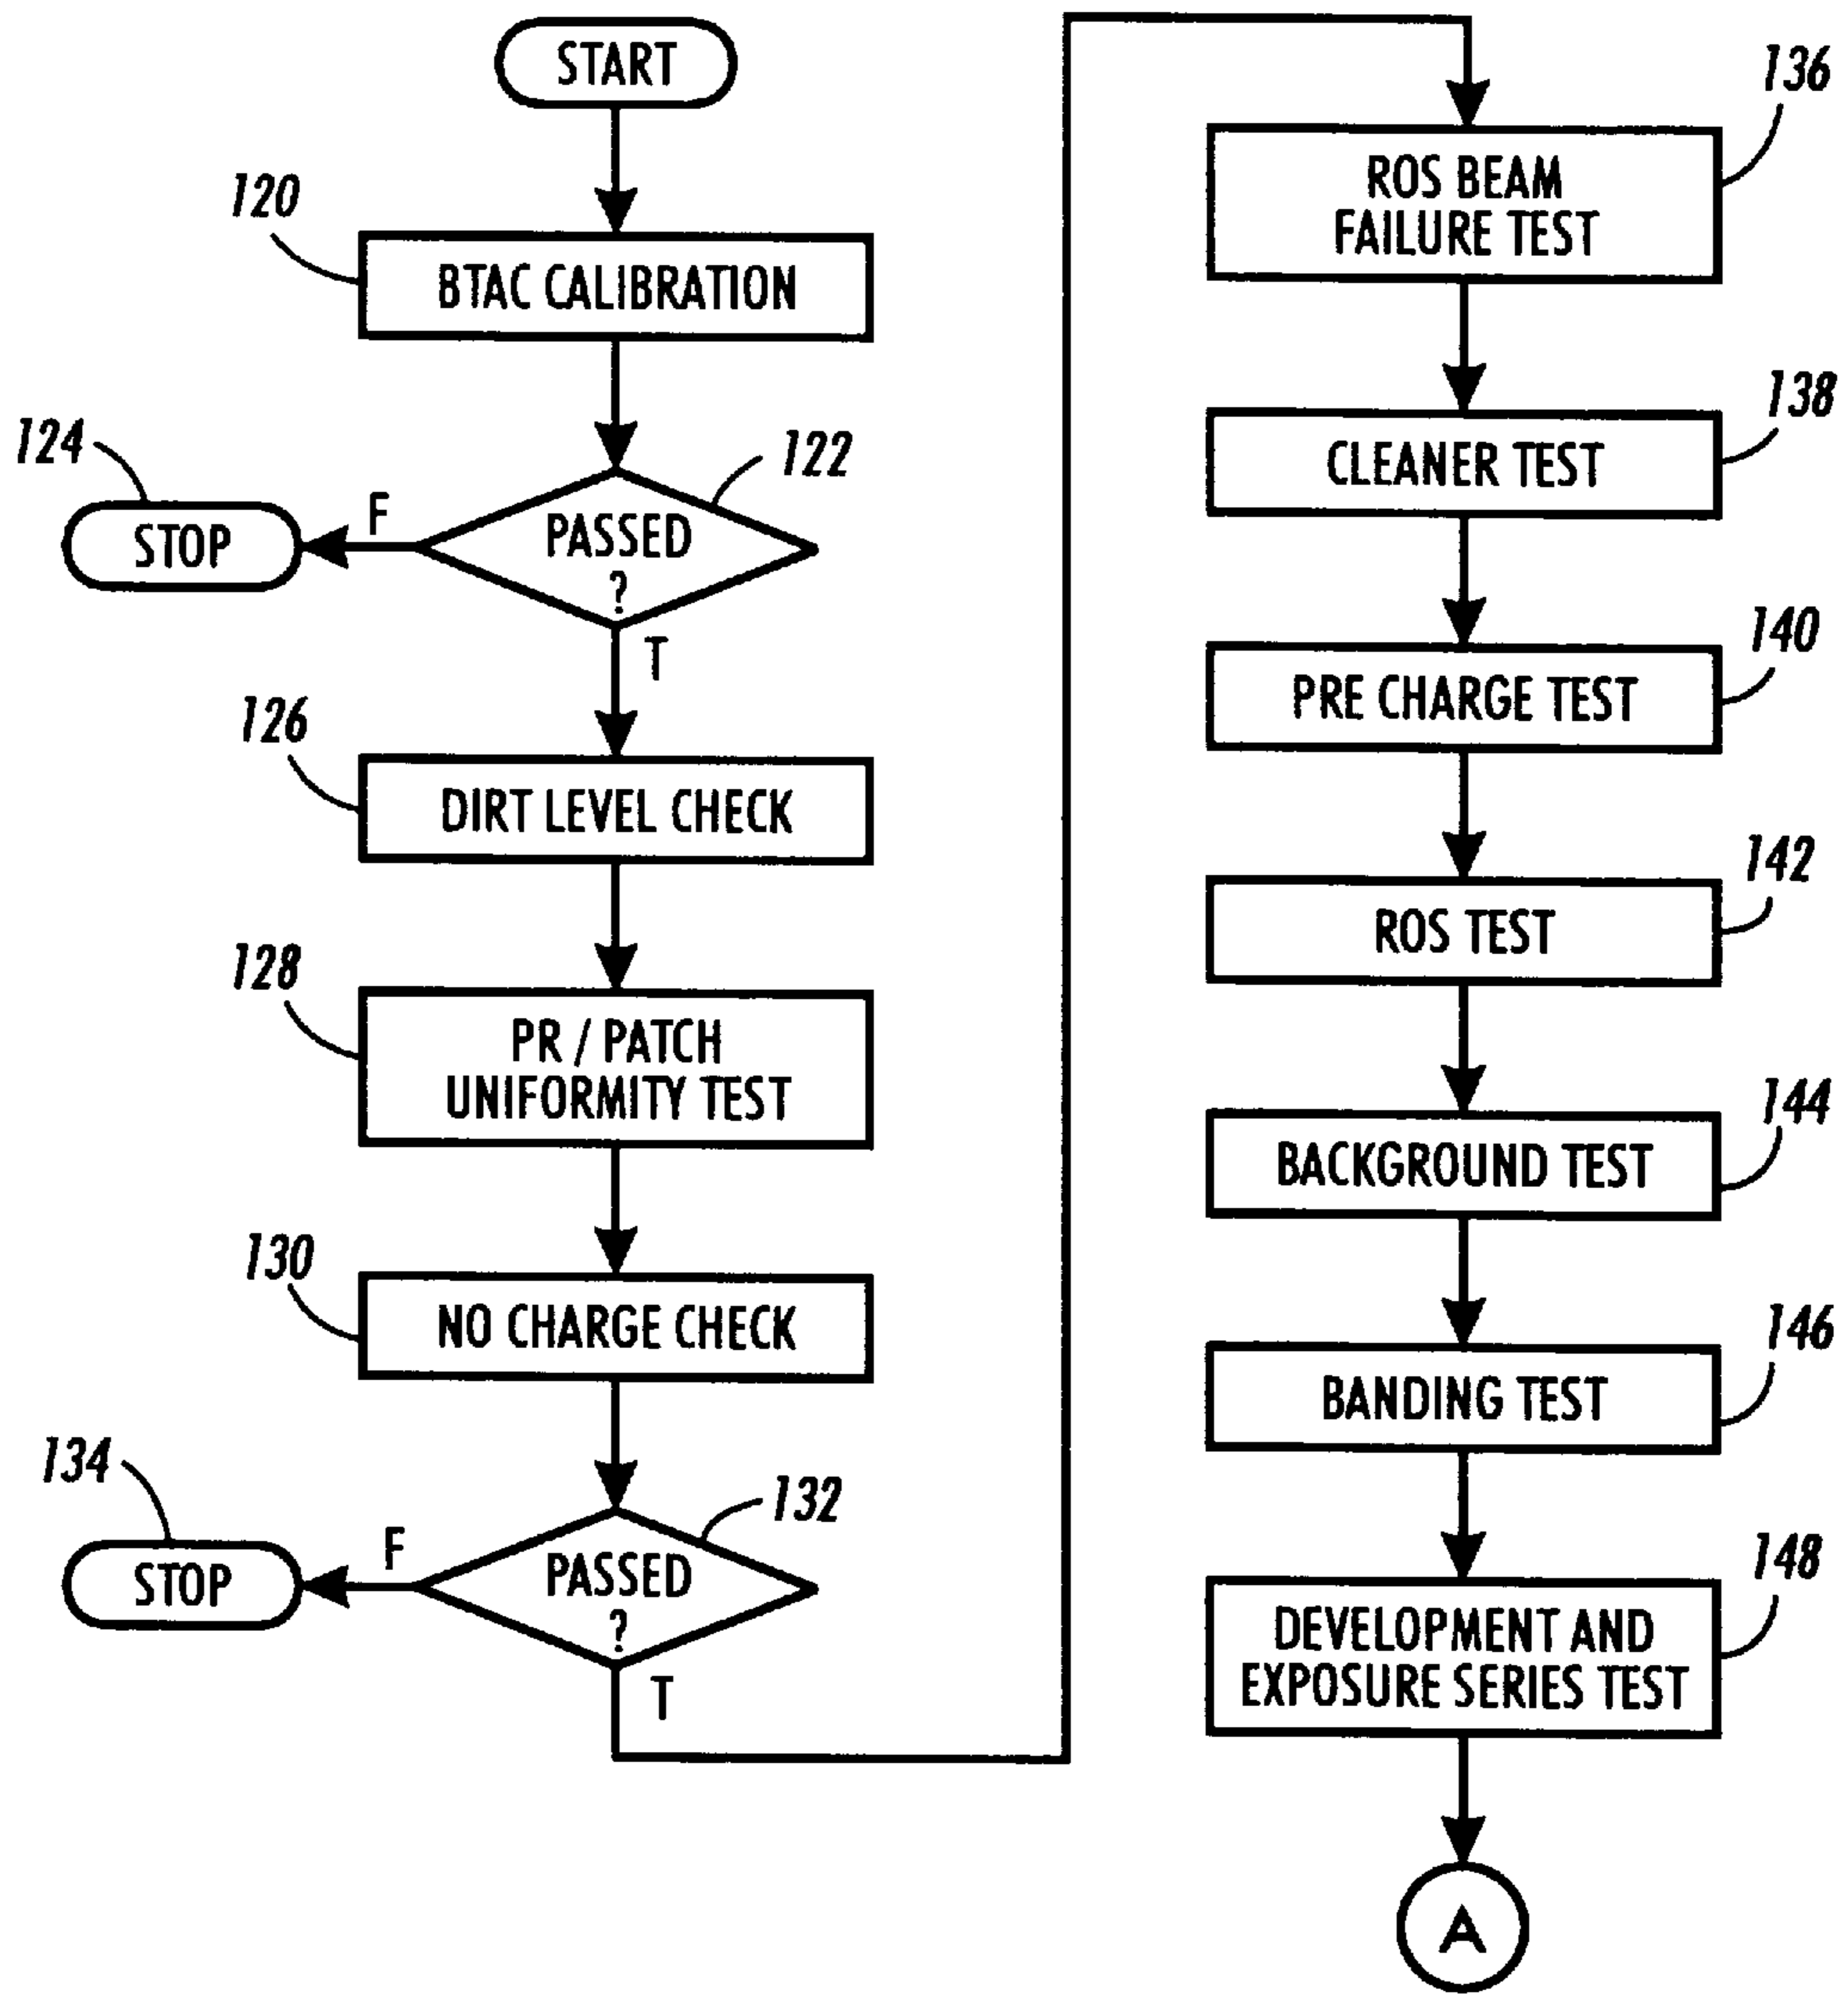 START
120
BTAC CALIBRATION
124
122
F
STOP
PASSED
?
T
126
DIRT LEVEL CHECK
128
PR / PATCH
UNIFORMITY TEST
130
NO CHARGE CHECK
134
132
F
STOP
PASSED
?
T
136
ROS BEAM
FAILURE TEST
138
CLEANER TEST
140
PRE CHARGE TEST
142
ROS TEST
144
BACKGROUND TEST
146
BANDING TEST
148
DEVELOPMENT AND
EXPOSURE SERIES TEST
A